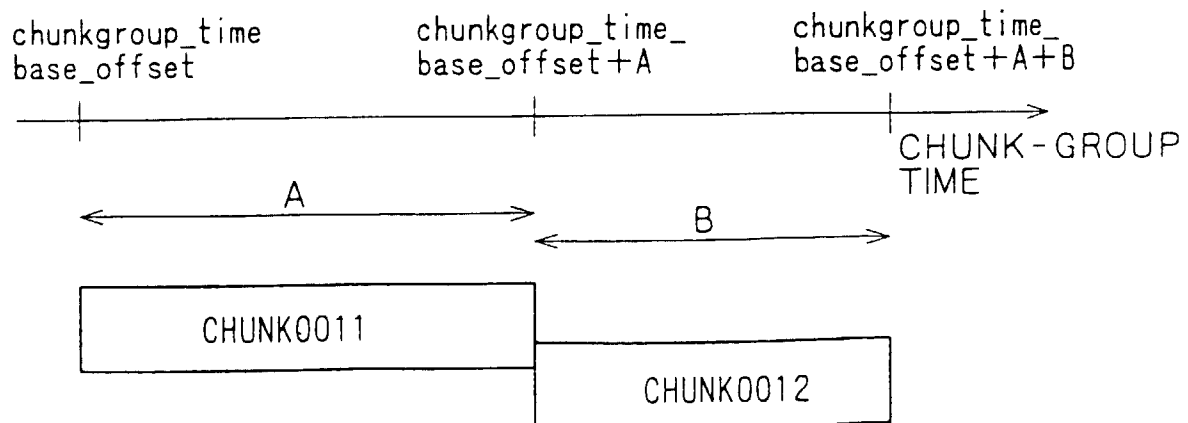 chunkgroup_time
base_offset
chunkgroup_time_
base_offset+A
chunkgroup_time_
base_offset+A+B
CHUNK-GROUP
TIME
A
B
CHUNK0011
CHUNK0012